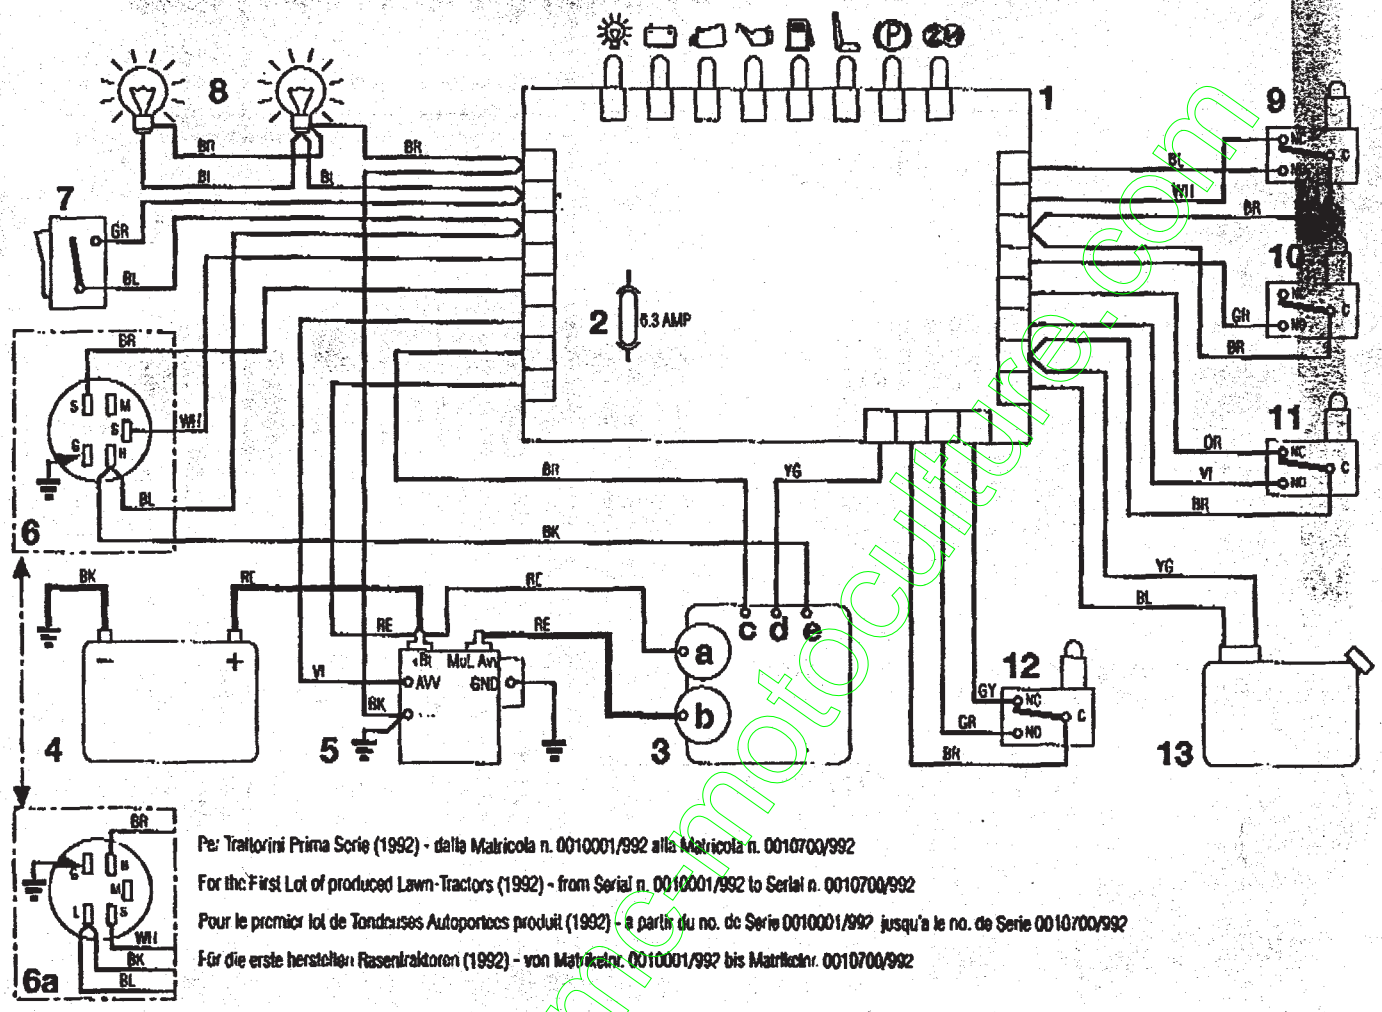 8
1
9
BR
BR
BL
NC
C
NO
BL
WH
7
GR
BR
BL
10
2
6.3 AMP
NC
C
NO
GR
BR
BR
S
M
S
G
H
WH
BL
6
11
OR
NC
C
VI
NO
BR
BR
YG
BK
BK
RE
RE
YG
BL
RE
RE
c
d
e
a
b
−
+
Mot. Avv
AVV
GND
VI
BK
4
5
3
12
GY
NC
C
GR
NO
BR
13
BR
G
M
L
S
WH
BK
BL
6a
Per Trattorini Prima Serie (1992) - dalla Matricola n. 0010001/992 alla Matricola n. 0010700/992
For the First Lot of produced Lawn-Tractors (1992) - from Serial n. 0010001/992 to Serial n. 0010700/992
Pour le premier lot de Tondeuses Autoportees produit (1992) - a partir du no. de Serie 0010001/992 jusqu'a le no. de Serie 0010700/992
Für die erste herstellen Rasentraktoren (1992) - von Matrikelnr. 0010001/992 bis Matrikelnr. 0010700/992
mc-motoculture.com